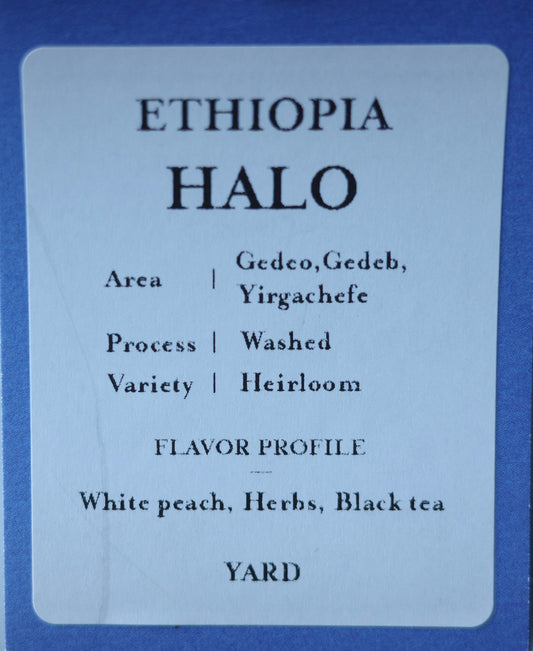 ETHIOPIA
HALO
Area | Gedeo,Gedeb,
Yirgachefe
Process | Washed
Variety | Heirloom
FLAVOR PROFILE
White peach, Herbs, Black tea
YARD